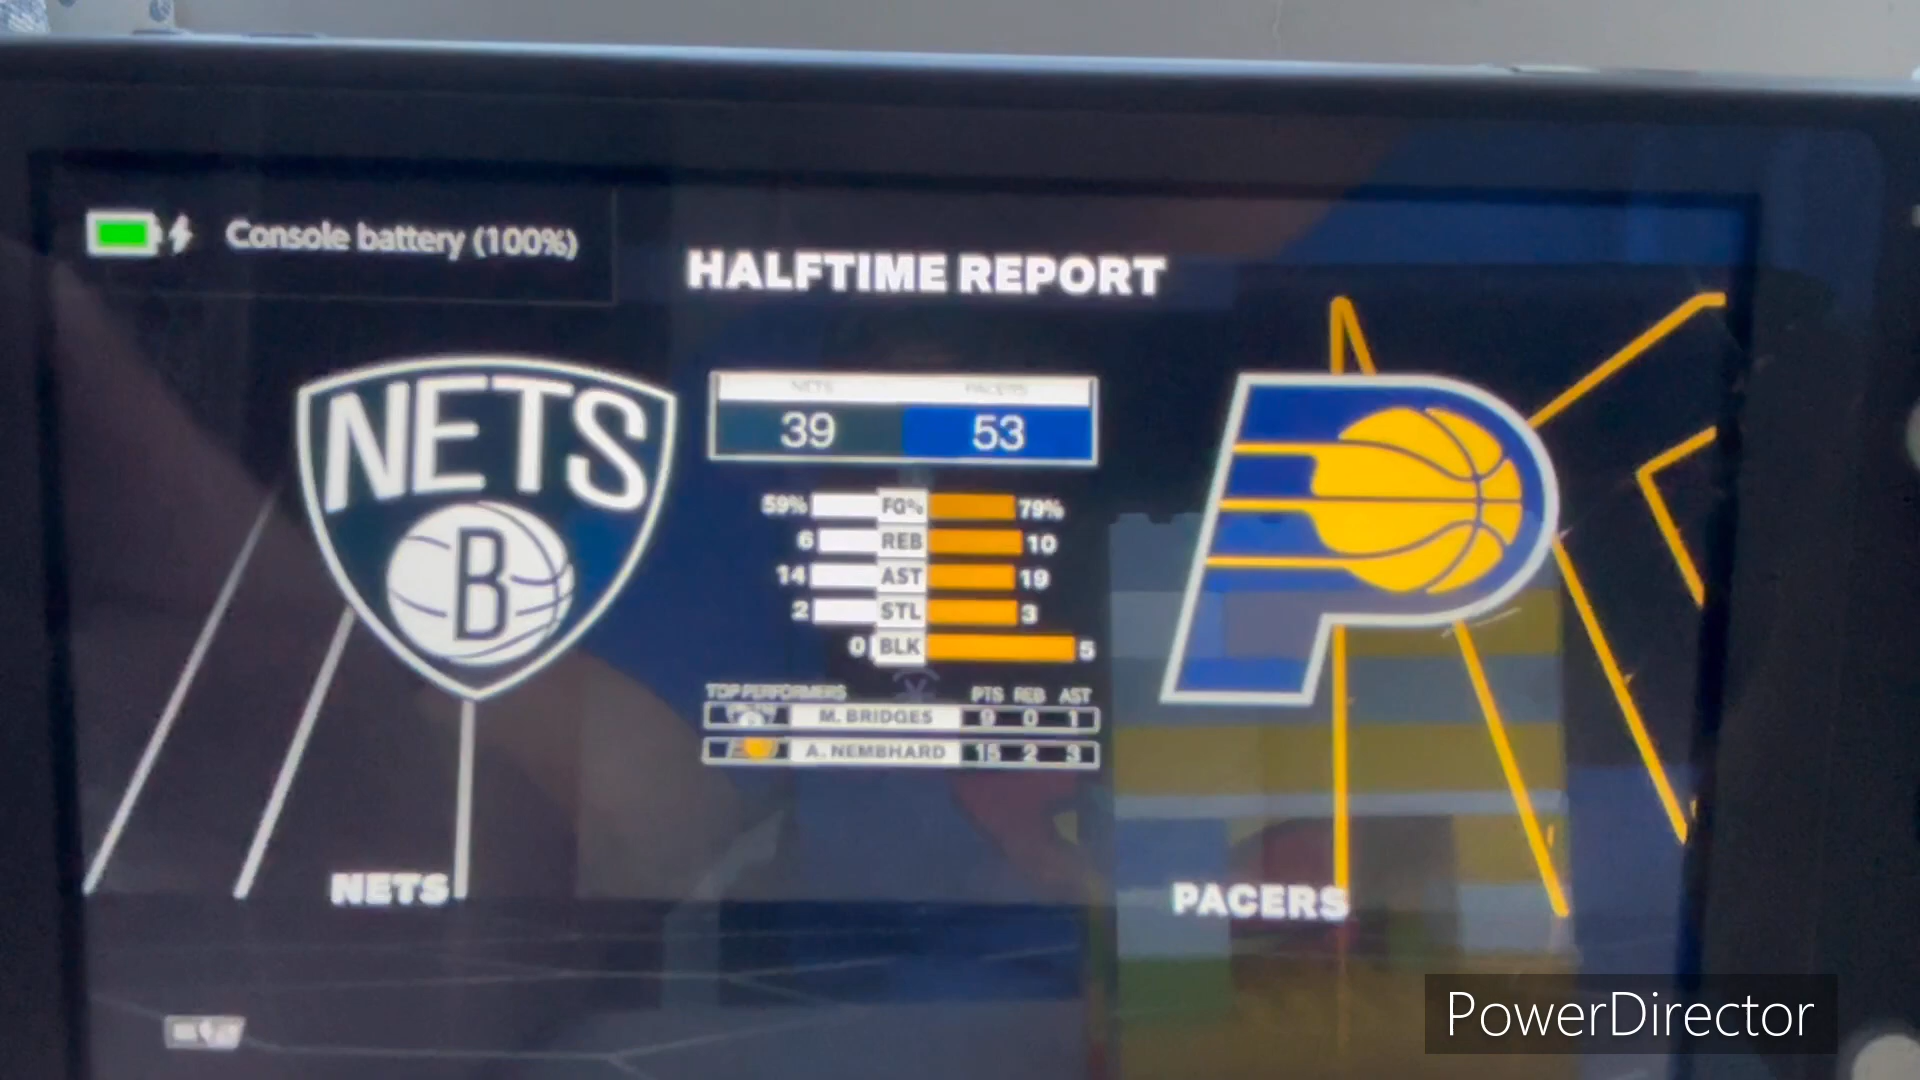 Console battery (100%)
HALFTIME REPORT
NETS
B
NETS PACERS
39 53
59% FG% 79%
6 REB 10
14 AST 19
2 STL 3
0 BLK 5
TOP PERFORMERS PTS REB AST
M. BRIDGES 9 0 1
A. NEMBHARD 15 2 3
NETS
PACERS
PowerDirector